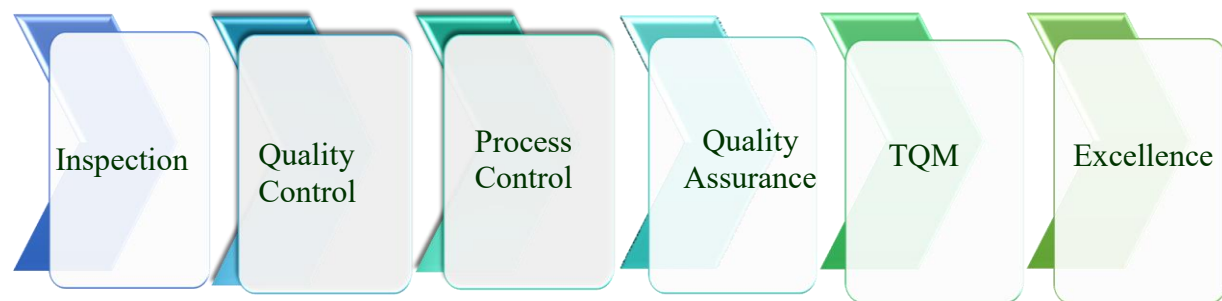 Inspection
Quality
Control
Process
Control
Quality
Assurance
TQM
Excellence